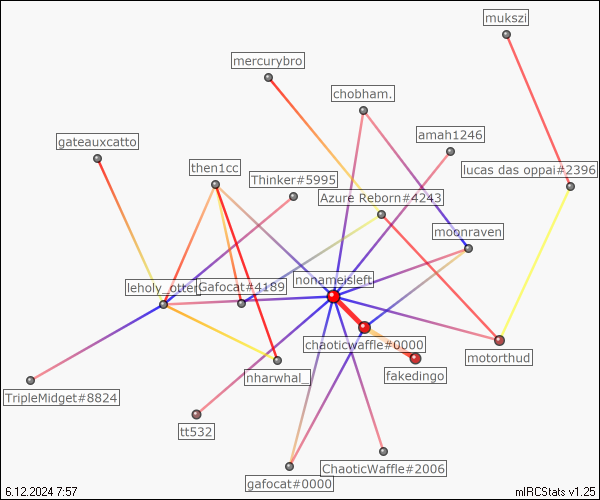 mukszi
mercurybro
chobham.
amah1246
gateauxcatto
then1cc
lucas das oppai#2396
Thinker#5995
Azure Reborn#4243
moonraven
nonameisleft
leholy_otter
Gafocat#4189
chaoticwaffle#0000
motorthud
nharwhal_
fakedingo
TripleMidget#8824
tt532
ChaoticWaffle#2006
gafocat#0000
6.12.2024 7:57
mIRCStats v1.25